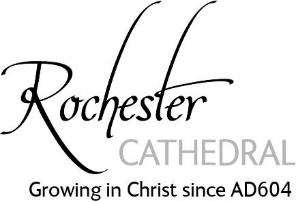 Rochester
CATHEDRAL
Growing in Christ since AD604